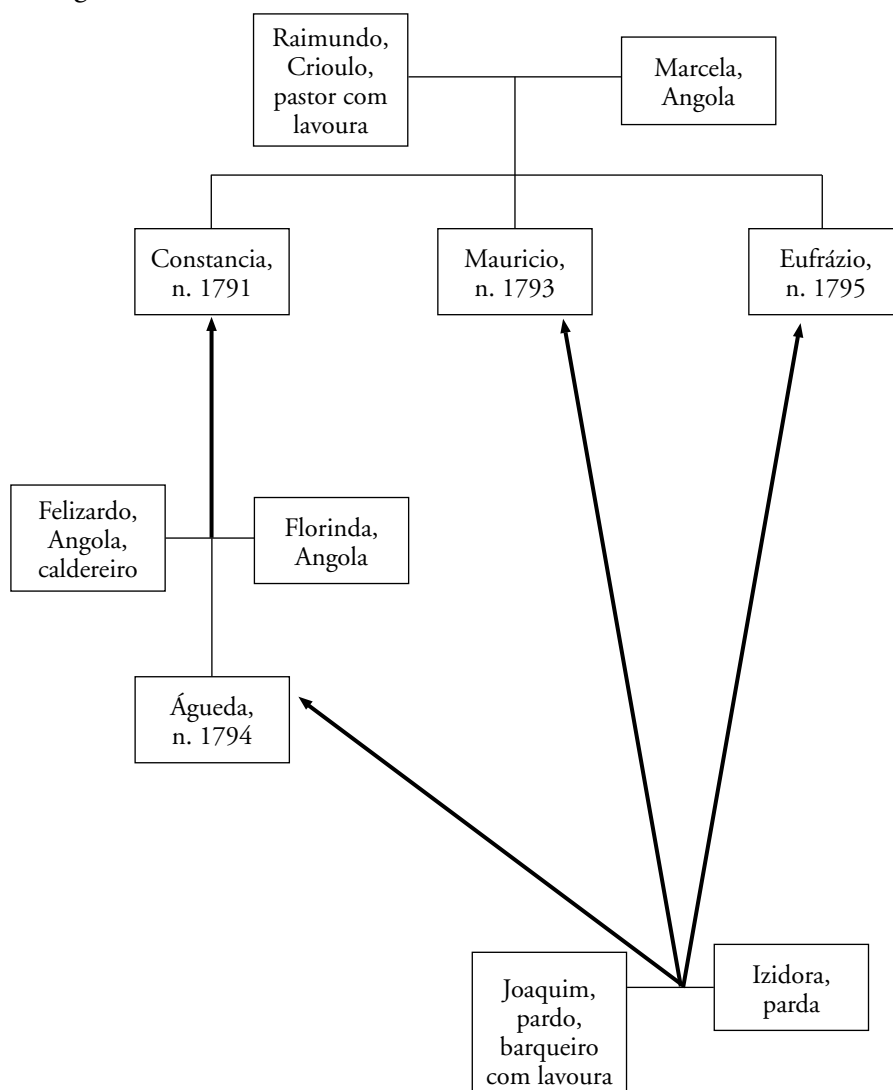 Raimundo,
Crioulo,
pastor com
lavoura
Marcela,
Angola
Constancia,
n. 1791
Mauricio,
n. 1793
Eufrázio,
n. 1795
Felizardo,
Angola,
caldereiro
Florinda,
Angola
Águeda,
n. 1794
Joaquim,
pardo,
barqueiro
com lavoura
Izidora,
parda